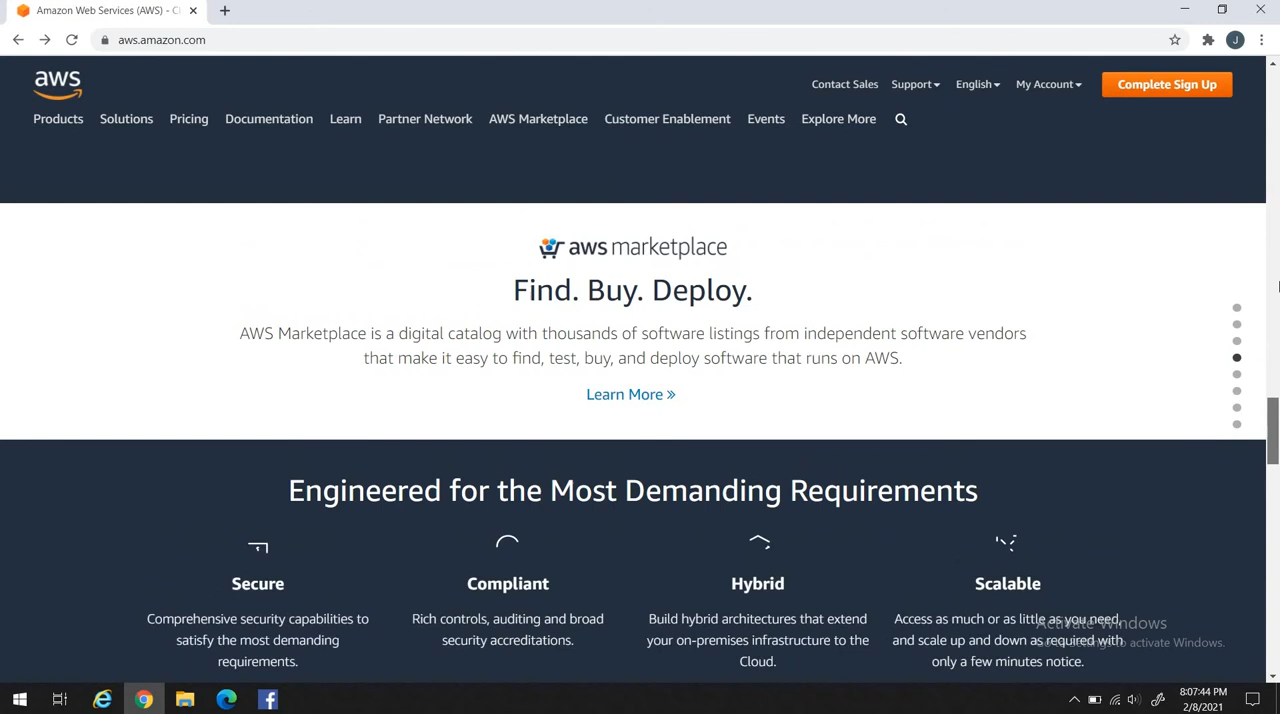 Amazon Web Services (AWS) - C
aws.amazon.com
J
aws
Contact Sales Support English My Account Complete Sign Up
Products Solutions Pricing Documentation Learn Partner Network AWS Marketplace Customer Enablement Events Explore More
aws marketplace
Find. Buy. Deploy.
AWS Marketplace is a digital catalog with thousands of software listings from independent software vendors
that make it easy to find, test, buy, and deploy software that runs on AWS.
Learn More »
Engineered for the Most Demanding Requirements
Secure
Comprehensive security capabilities to
satisfy the most demanding
requirements.
Compliant
Rich controls, auditing and broad
security accreditations.
Hybrid
Build hybrid architectures that extend
your on-premises infrastructure to the
Cloud.
Scalable
Access as much or as little as you need,
and scale up and down as required with
only a few minutes notice.
Activate Windows
Go to Settings to activate Windows.
8:07:44 PM
2/8/2021